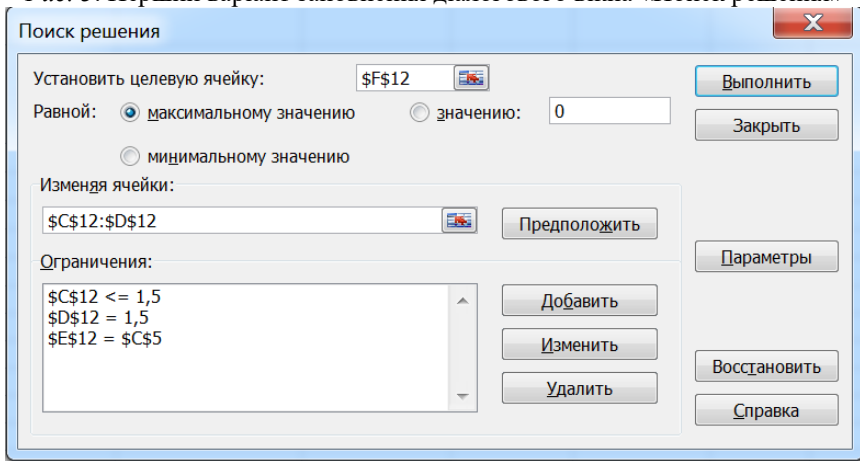 Поиск решения
X
Установить целевую ячейку: $F$12
Выполнить
Равной: максимальному значению значению: 0
Закрыть
минимальному значению
Изменяя ячейки:
$C$12:$D$12 Предположить
Параметры
Ограничения:
$C$12 <= 1,5 Добавить
$D$12 = 1,5
$E$12 = $C$5 Изменить
Восстановить
Удалить
Справка